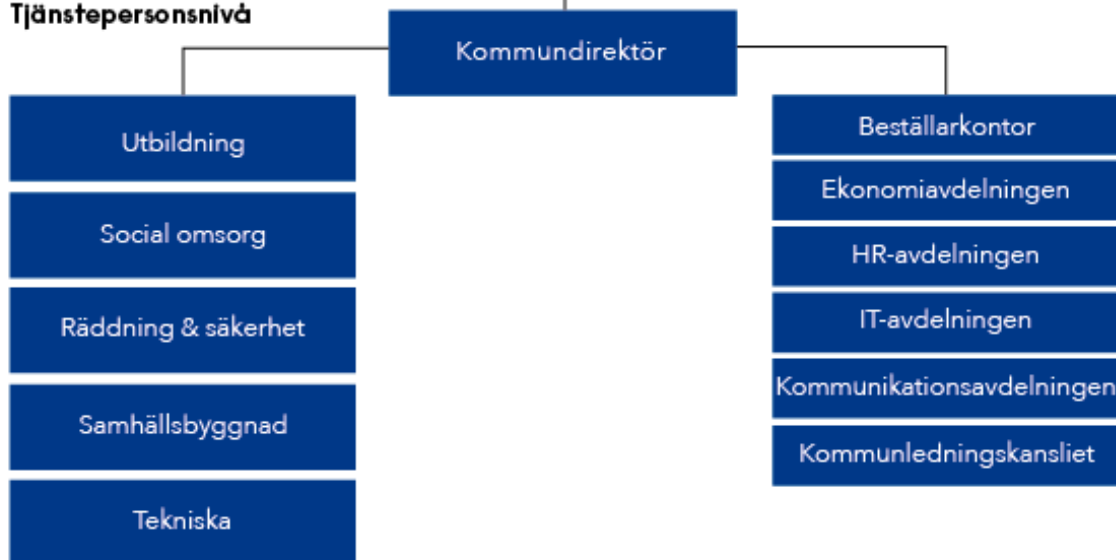 Tjänstepersonsnivå
Kommundirektör
Utbildning
Social omsorg
Räddning & säkerhet
Samhällsbyggnad
Tekniska
Beställarkontor
Ekonomiavdelningen
HR-avdelningen
IT-avdelningen
Kommunikationsavdelningen
Kommunledningskansliet